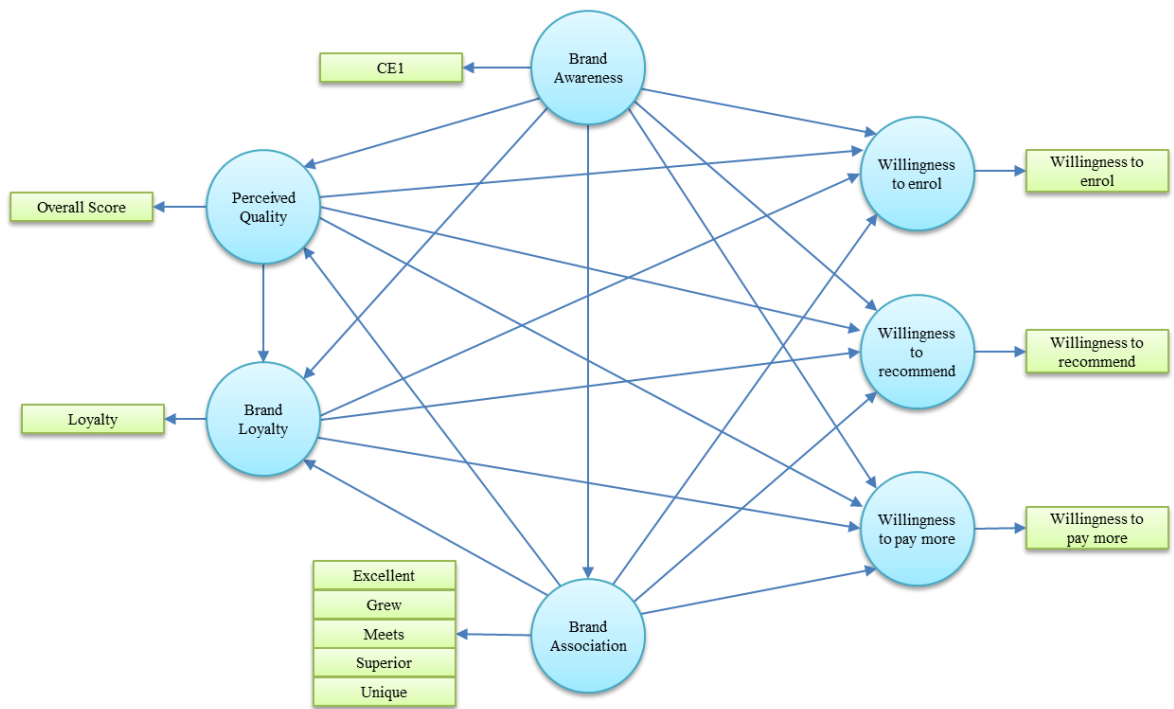 CE1
Brand
Awareness
Willingness
to enrol
Willingness to
enrol
Perceived
Quality
Overall Score
Willingness
to
recommend
Willingness to
recommend
Brand
Loyalty
Loyalty
Willingness
to pay more
Willingness to
pay more
Excellent
Grew
Meets
Superior
Unique
Brand
Association